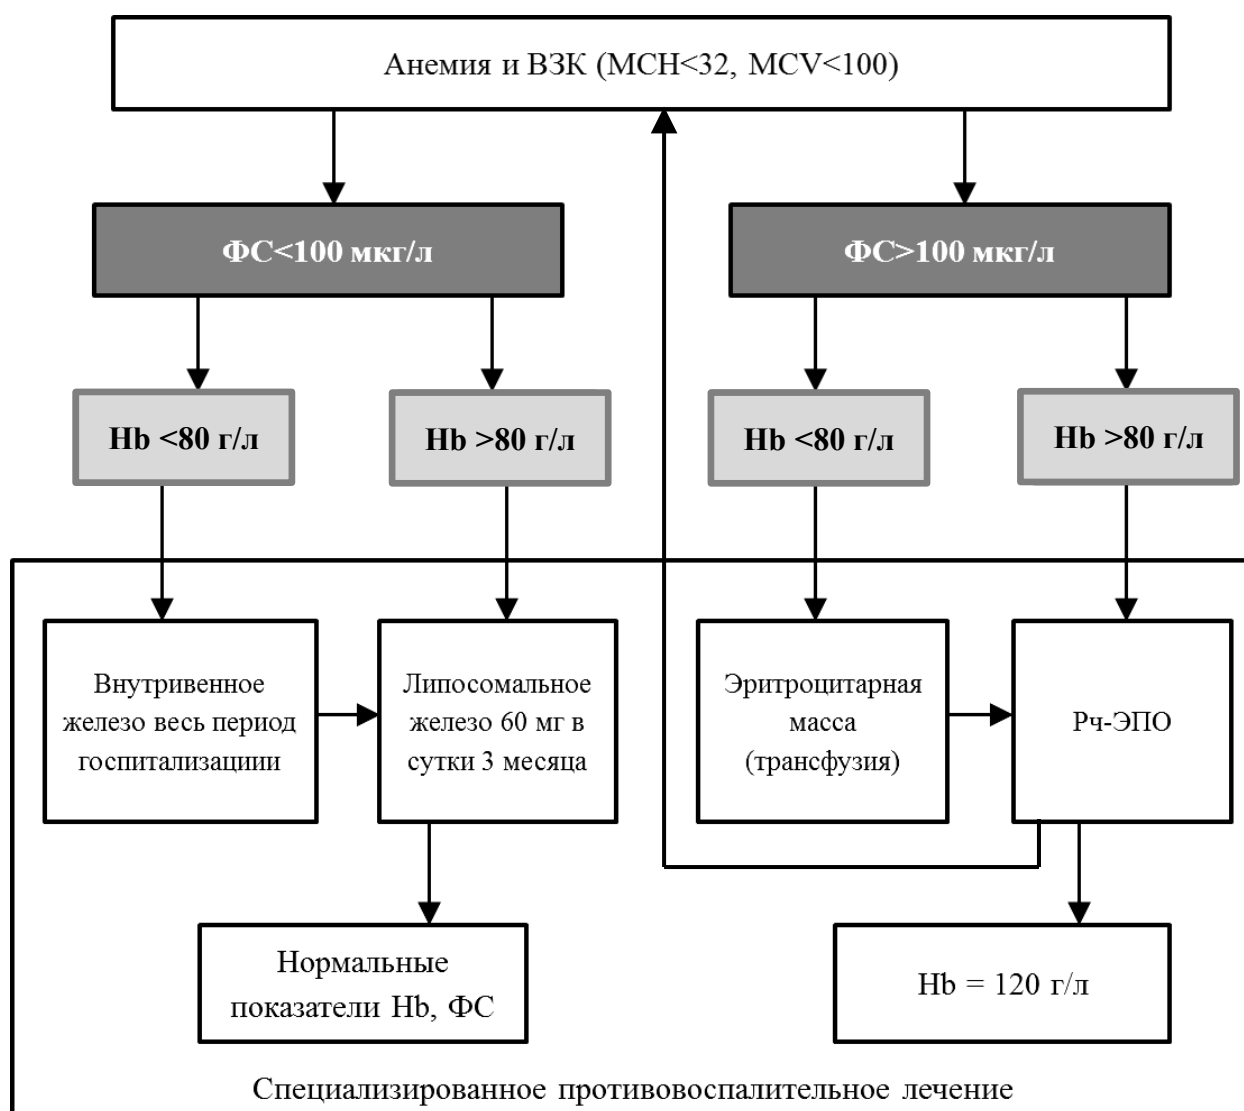 Анемия и ВЗК (MCH<32, MCV<100)
ФС<100 мкг/л
ФС>100 мкг/л
Hb <80 г/л
Hb >80 г/л
Hb <80 г/л
Hb >80 г/л
Внутривенное
железо весь период
госпитализациии
Липосомальное
железо 60 мг в
сутки 3 месяца
Эритроцитарная
масса
(трансфузия)
Рч-ЭПО
Нормальные
показатели Hb, ФС
Hb = 120 г/л
Специализированное противовоспалительное лечение